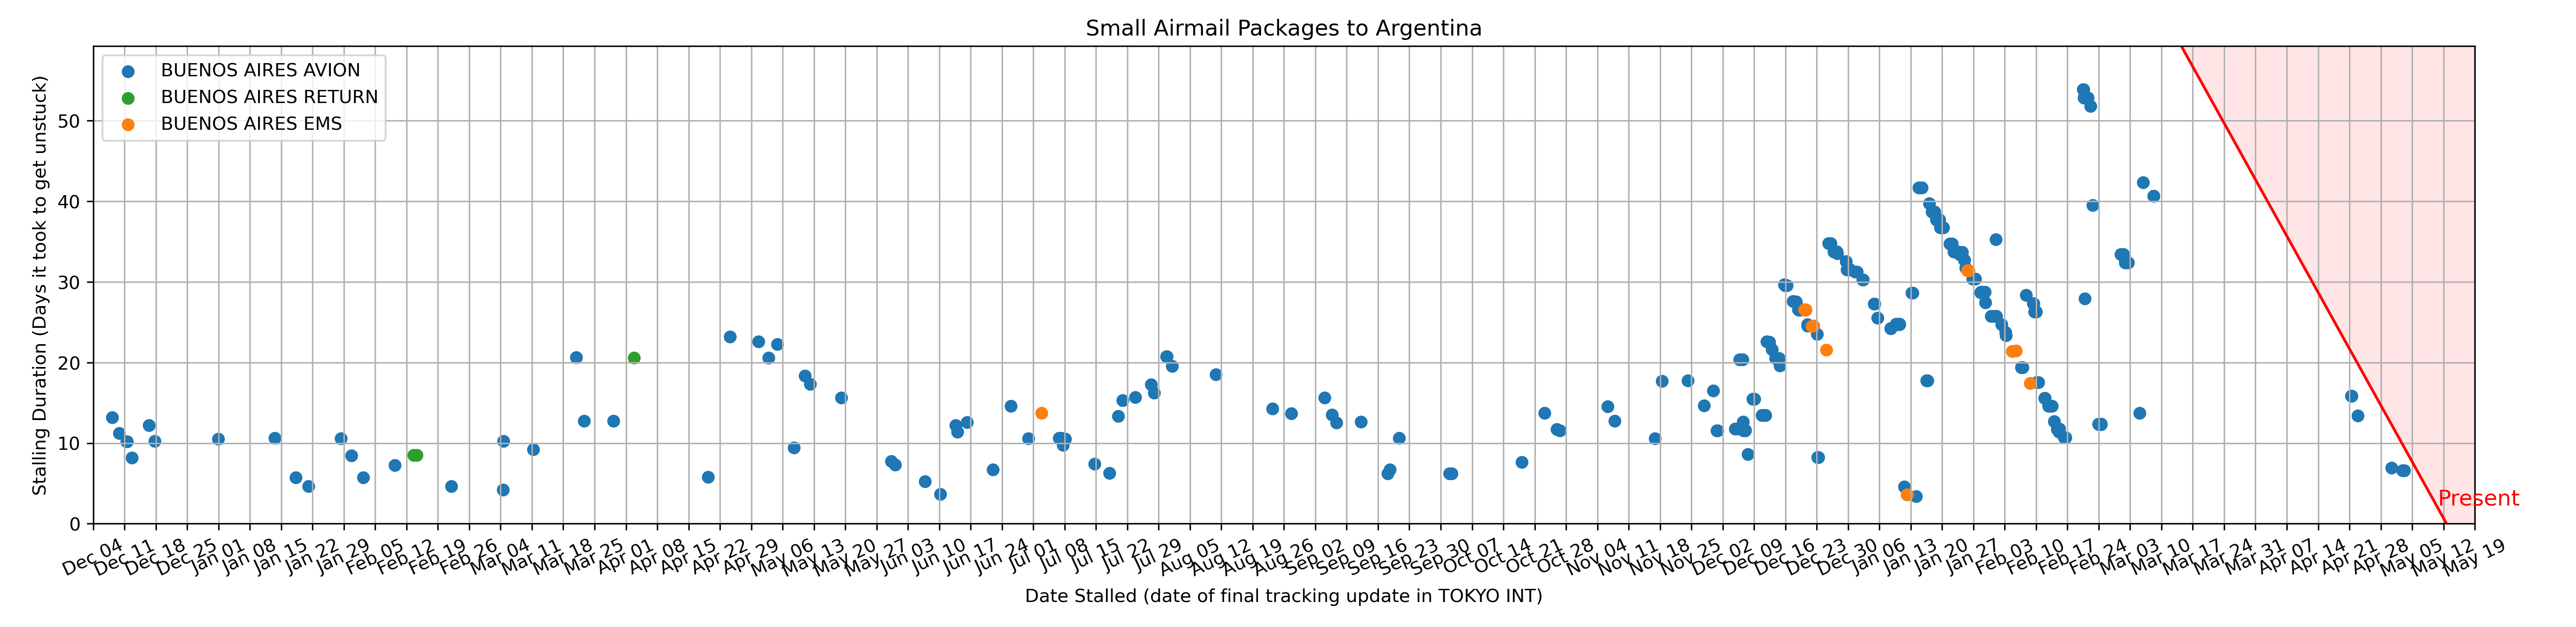 Small Airmail Packages to Argentina
BUENOS AIRES AVION
BUENOS AIRES RETURN
BUENOS AIRES EMS
Stalling Duration (Days it took to get unstuck)
50
40
30
20
10
0
Present
Dec 04
Dec 11
Dec 18
Dec 25
Jan 01
Jan 08
Jan 15
Jan 22
Jan 29
Feb 05
Feb 12
Feb 19
Feb 26
Mar 04
Mar 11
Mar 18
Mar 25
Apr 01
Apr 08
Apr 15
Apr 22
Apr 29
May 06
May 13
May 20
May 27
Jun 03
Jun 10
Jun 17
Jun 24
Jul 01
Jul 08
Jul 15
Jul 22
Jul 29
Aug 05
Aug 12
Aug 19
Aug 26
Sep 02
Sep 09
Sep 16
Sep 23
Sep 30
Oct 07
Oct 14
Oct 21
Oct 28
Nov 04
Nov 11
Nov 18
Nov 25
Dec 02
Dec 09
Dec 16
Dec 23
Dec 30
Jan 06
Jan 13
Jan 20
Jan 27
Feb 03
Feb 10
Feb 17
Feb 24
Mar 03
Mar 10
Mar 17
Mar 24
Mar 31
Apr 07
Apr 14
Apr 21
Apr 28
May 05
May 12
May 19
Date Stalled (date of final tracking update in TOKYO INT)